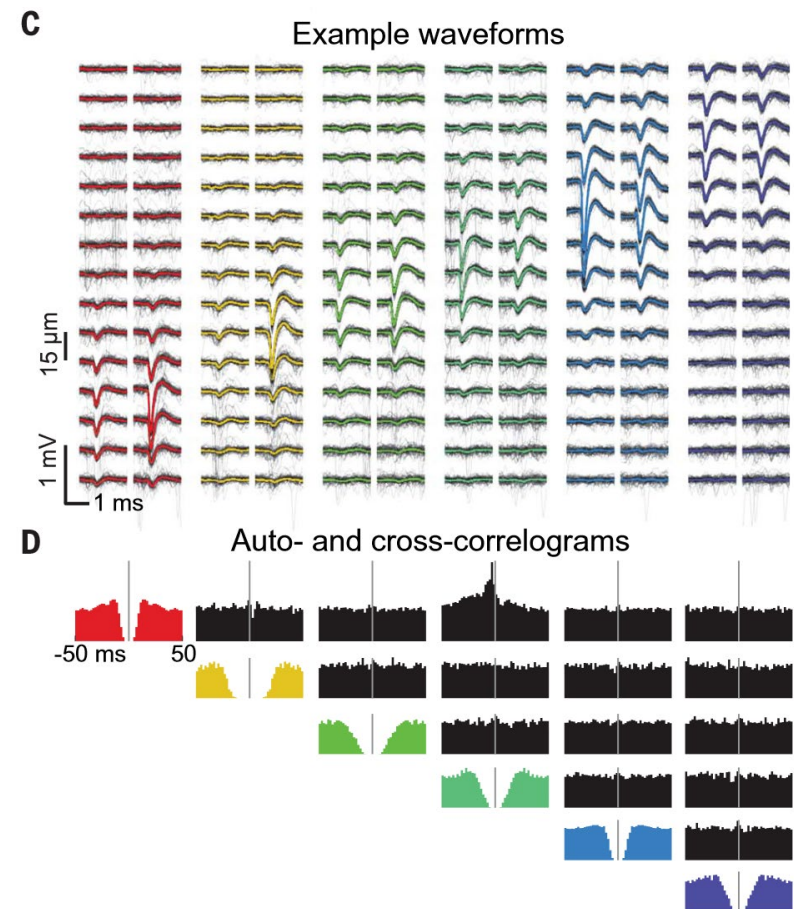 C
Example waveforms
15 µm
1 mV
1 ms
D
Auto- and cross-correlograms
-50 ms 50